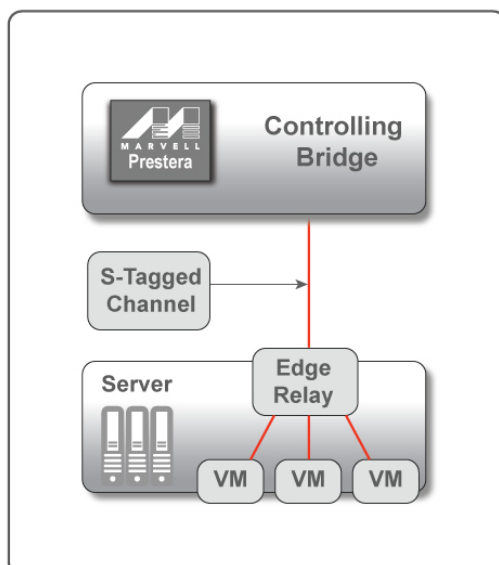 MARVELL
Prestera
Controlling
Bridge
S-Tagged
Channel
Edge
Relay
Server
VM
VM
VM